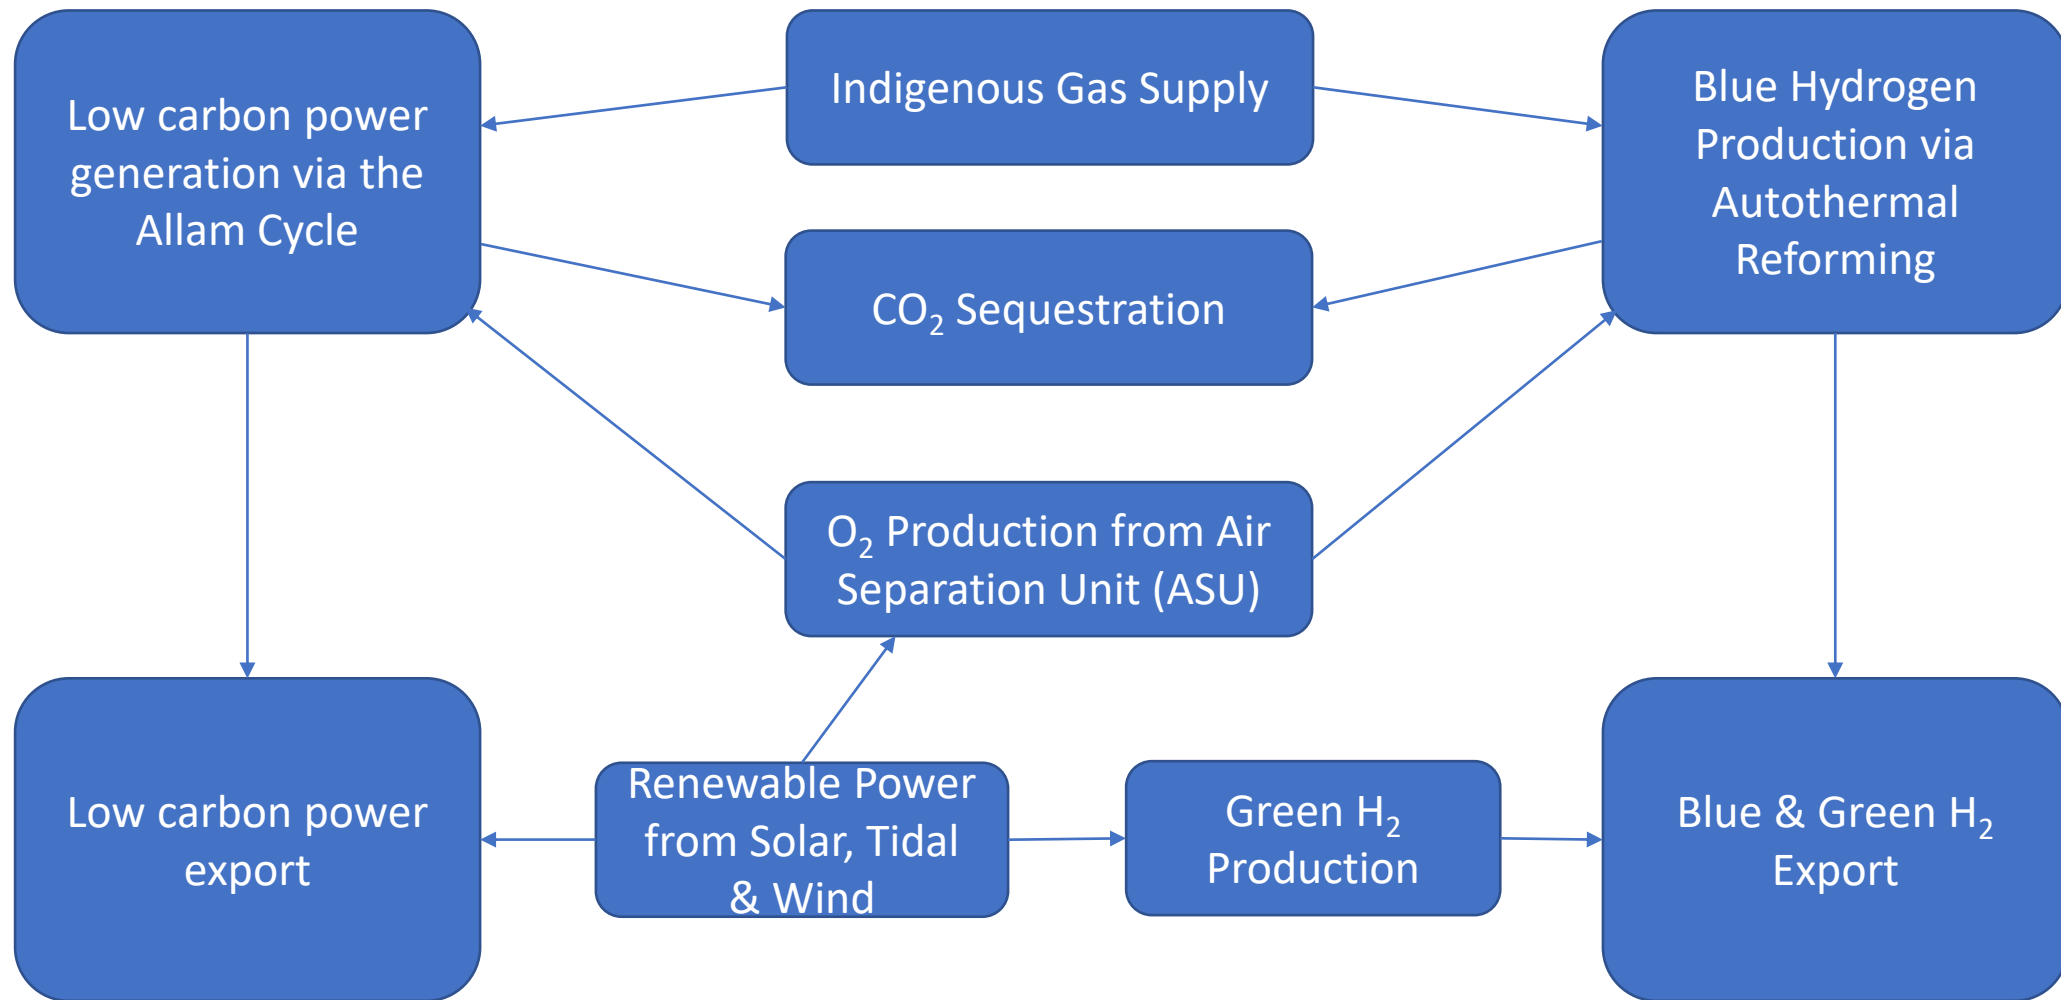 Low carbon power
generation via the
Allam Cycle
Indigenous Gas Supply
Blue Hydrogen
Production via
Autothermal
Reforming
CO₂ Sequestration
O₂ Production from Air
Separation Unit (ASU)
Low carbon power
export
Renewable Power
from Solar, Tidal
& Wind
Green H₂
Production
Blue & Green H₂
Export